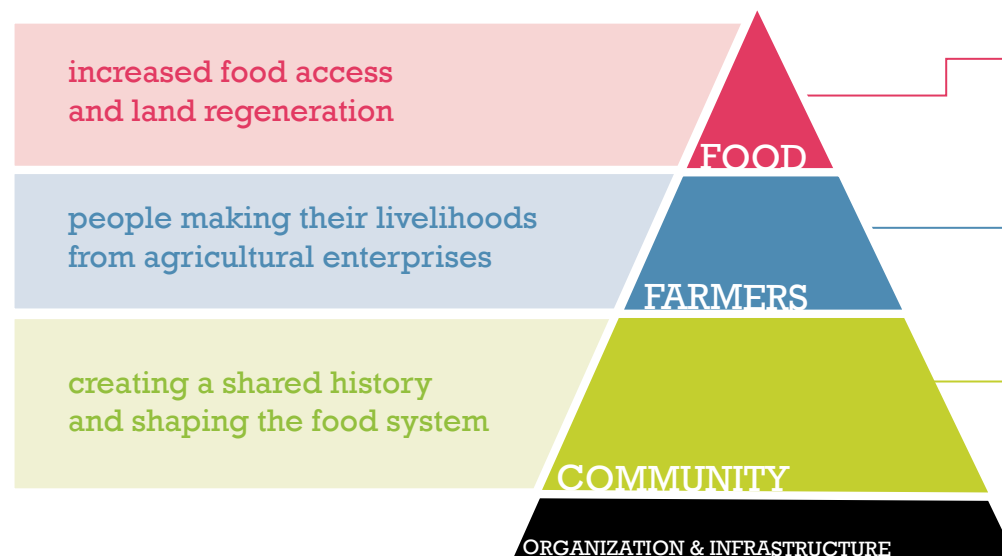 increased food access
and land regeneration
FOOD
people making their livelihoods
from agricultural enterprises
FARMERS
creating a shared history
and shaping the food system
COMMUNITY
ORGANIZATION & INFRASTRUCTURE